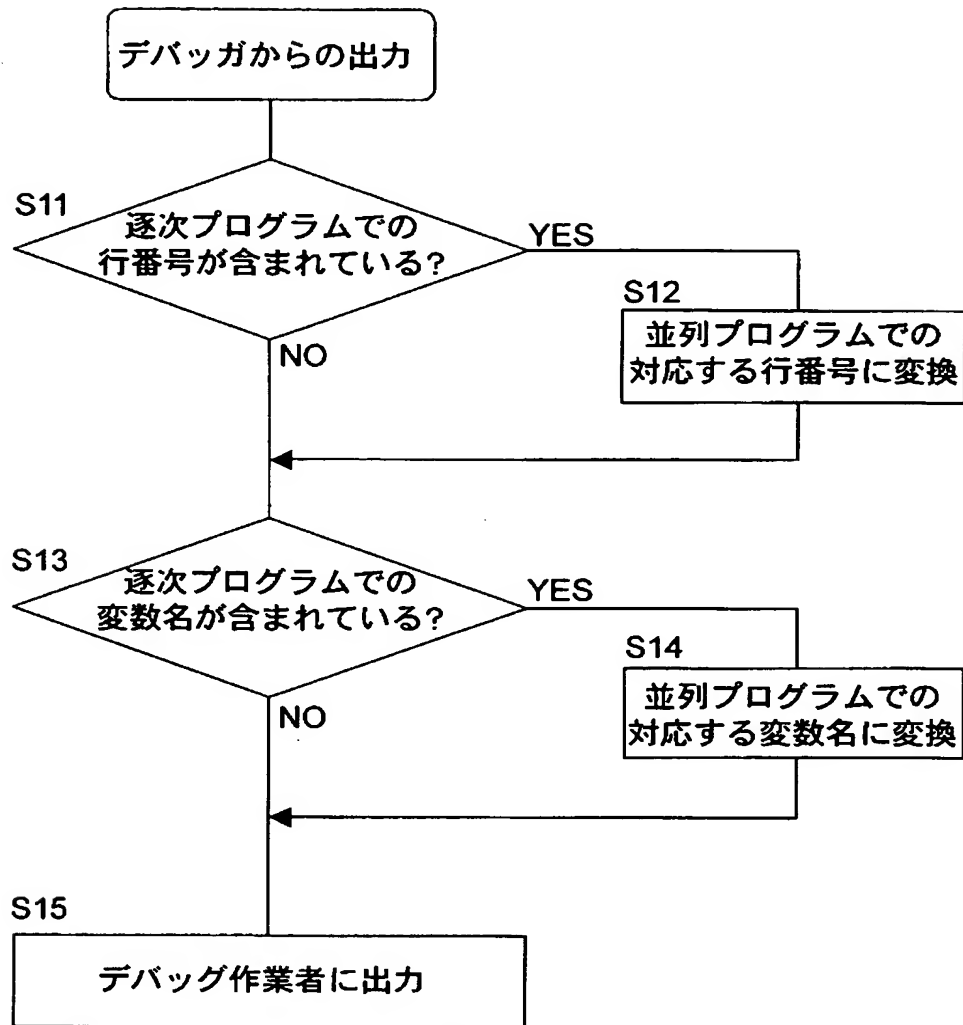 デバッガからの出力
S11
逐次プログラムでの
行番号が含まれている?
YES
S12
並列プログラムでの
対応する行番号に変換
NO
S13
逐次プログラムでの
変数名が含まれている?
YES
S14
並列プログラムでの
対応する変数名に変換
NO
S15
デバッグ作業者に出力